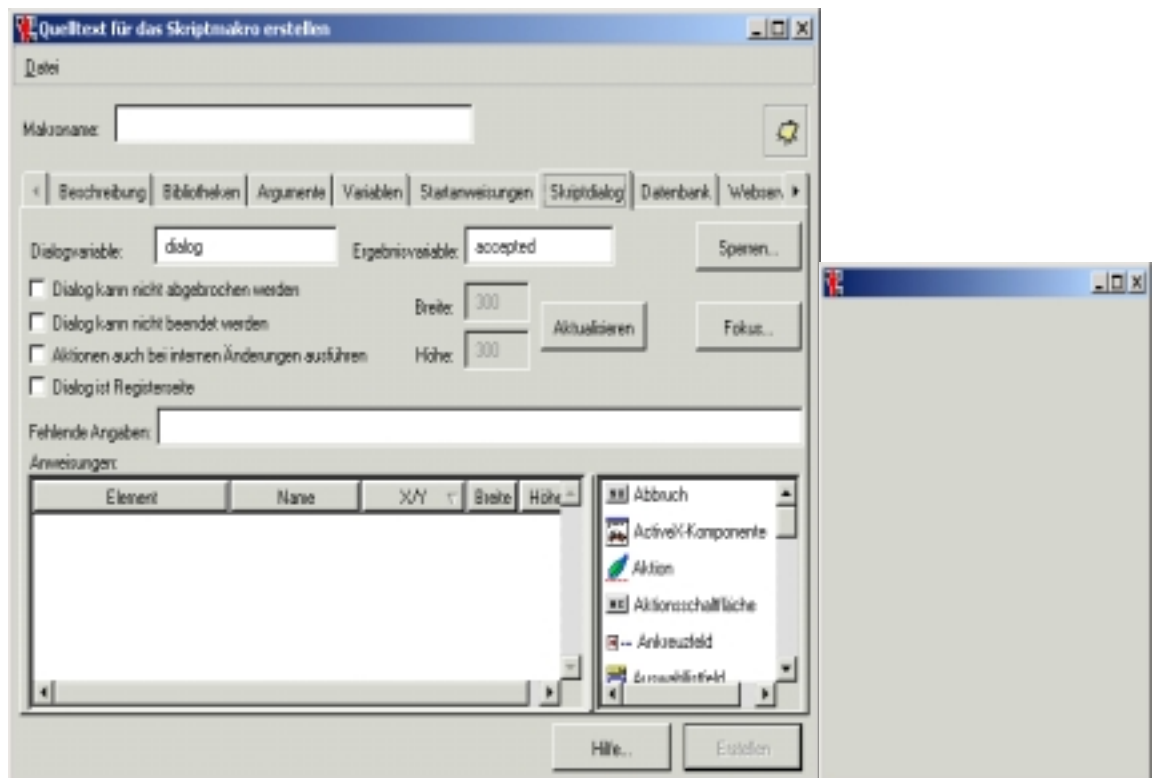 Quelltext für das Skriptmakro erstellen
Datei
Makroname:
Beschreibung Bibliotheken Argumente Variablen Startanweisungen Skriptdialog Datenbank Webserv
Dialogvariable: dialog Ergebnisvariable: accepted Sperren...
Dialog kann nicht abgebrochen werden
Breite: 300
Dialog kann nicht beendet werden
Aktualisieren Fokus...
Aktionen auch bei internen Änderungen ausführen
Höhe: 300
Dialog ist Registerseite
Fehlende Angaben:
Anweisungen:
Element Name X/Y Breite Höhe
Abbruch
ActiveX-Komponente
Aktion
Aktionsschaltfläche
Ankreuzfeld
Auswahllistfeld
Hilfe... Erstellen